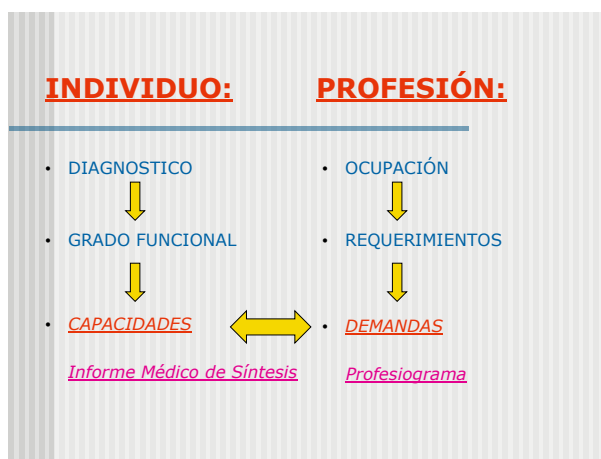 INDIVIDUO:
• DIAGNOSTICO
• GRADO FUNCIONAL
• CAPACIDADES
Informe Médico de Síntesis
PROFESIÓN:
• OCUPACIÓN
• REQUERIMIENTOS
• DEMANDAS
Profesiograma